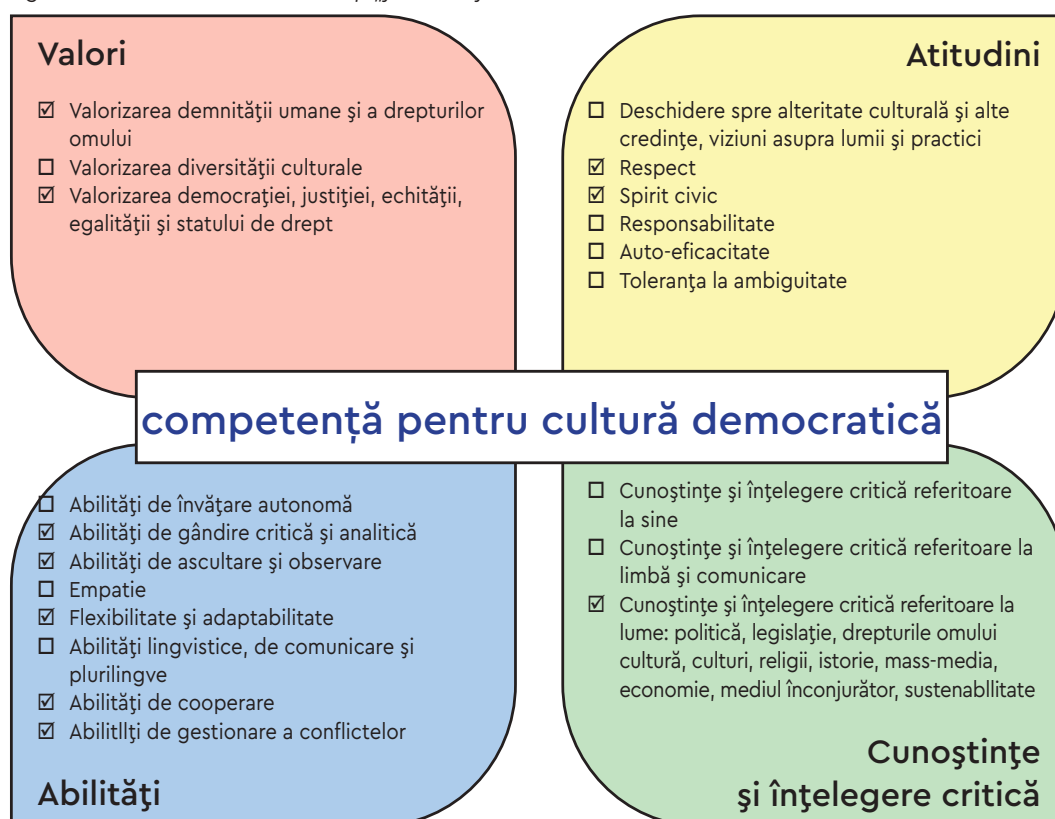 Valori
☑ Valorizarea demnităţii umane şi a drepturilor
omului
☐ Valorizarea diversităţii culturale
☑ Valorizarea democraţiei, justiţiei, echităţii,
egalităţii şi statului de drept
Atitudini
☐ Deschidere spre alteritate culturală şi alte
credinţe, viziuni asupra lumii şi practici
☑ Respect
☑ Spirit civic
☐ Responsabilitate
☐ Auto-eficacitate
☐ Toleranţa la ambiguitate
competență pentru cultură democratică
☐ Abilităţi de învăţare autonomă
☑ Abilităţi de gândire critică şi analitică
☑ Abilităţi de ascultare şi observare
☐ Empatie
☑ Flexibilitate şi adaptabilitate
☐ Abilităţi lingvistice, de comunicare şi
plurilingve
☑ Abilităţi de cooperare
☑ Abilitllţi de gestionare a conflictelor
Abilităţi
☐ Cunoştinţe şi înţelegere critică referitoare
la sine
☐ Cunoştinţe şi înţelegere critică referitoare la
limbă şi comunicare
☑ Cunoştinţe şi înţelegere critică referitoare la
lume: politică, legislaţie, drepturile omului
cultură, culturi, religii, istorie, mass-media,
economie, mediul înconjurător, sustenabllitate
Cunoştinţe
şi înţelegere critică